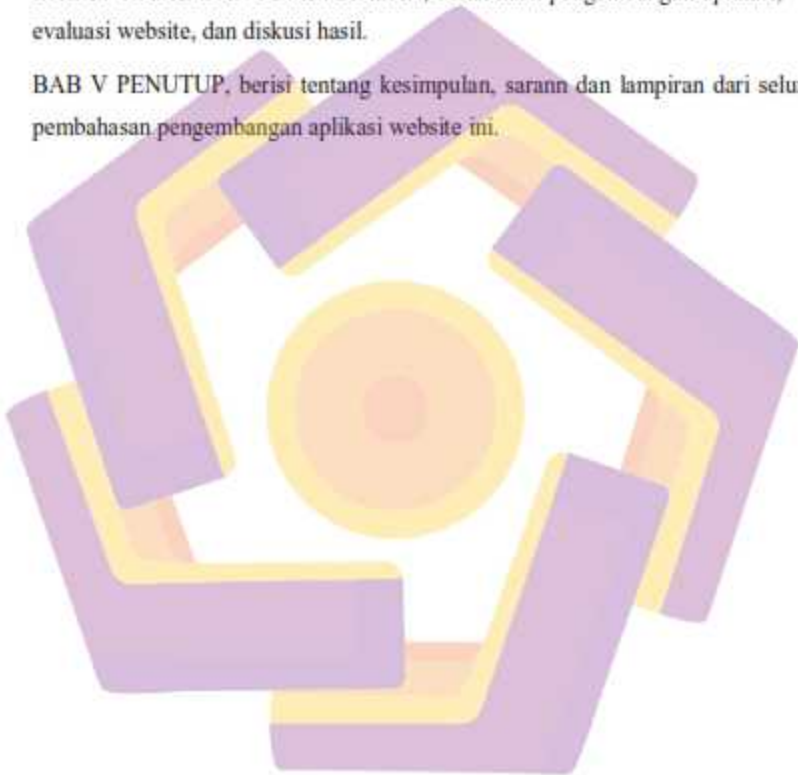 evaluasi website, dan diskusi hasil.
BAB V PENUTUP, berisi tentang kesimpulan, sarann dan lampiran dari selu
pembahasan pengembangan aplikasi website ini.